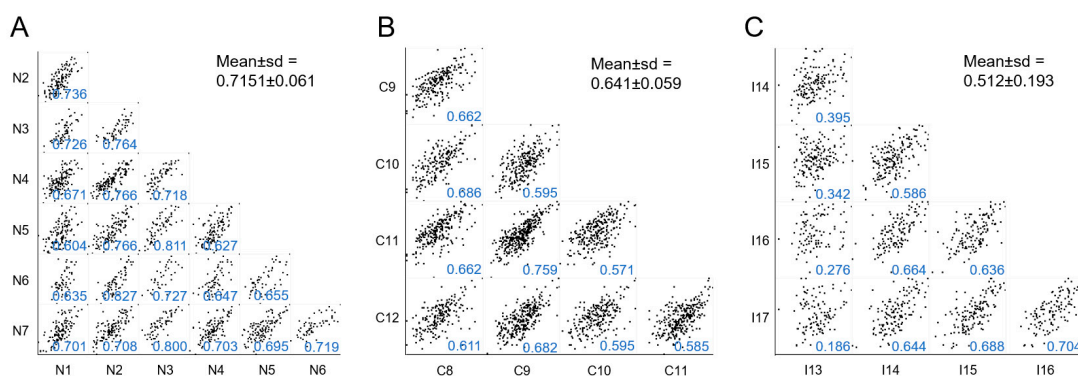 A
B
C
Mean±sd =
0.7151±0.061
Mean±sd =
0.641±0.059
Mean±sd =
0.512±0.193
N2
0.736
N3
0.726 0.764
N4
0.671 0.766 0.718
N5
0.604 0.766 0.811 0.627
N6
0.635 0.827 0.727 0.647 0.655
N7
0.701 0.708 0.800 0.703 0.695 0.719
N1 N2 N3 N4 N5 N6
C9
0.662
C10
0.686 0.595
C11
0.662 0.759 0.571
C12
0.611 0.682 0.595 0.585
C8 C9 C10 C11
I14
0.395
I15
0.342 0.586
I16
0.276 0.664 0.636
I17
0.186 0.644 0.688 0.704
I13 I14 I15 I16